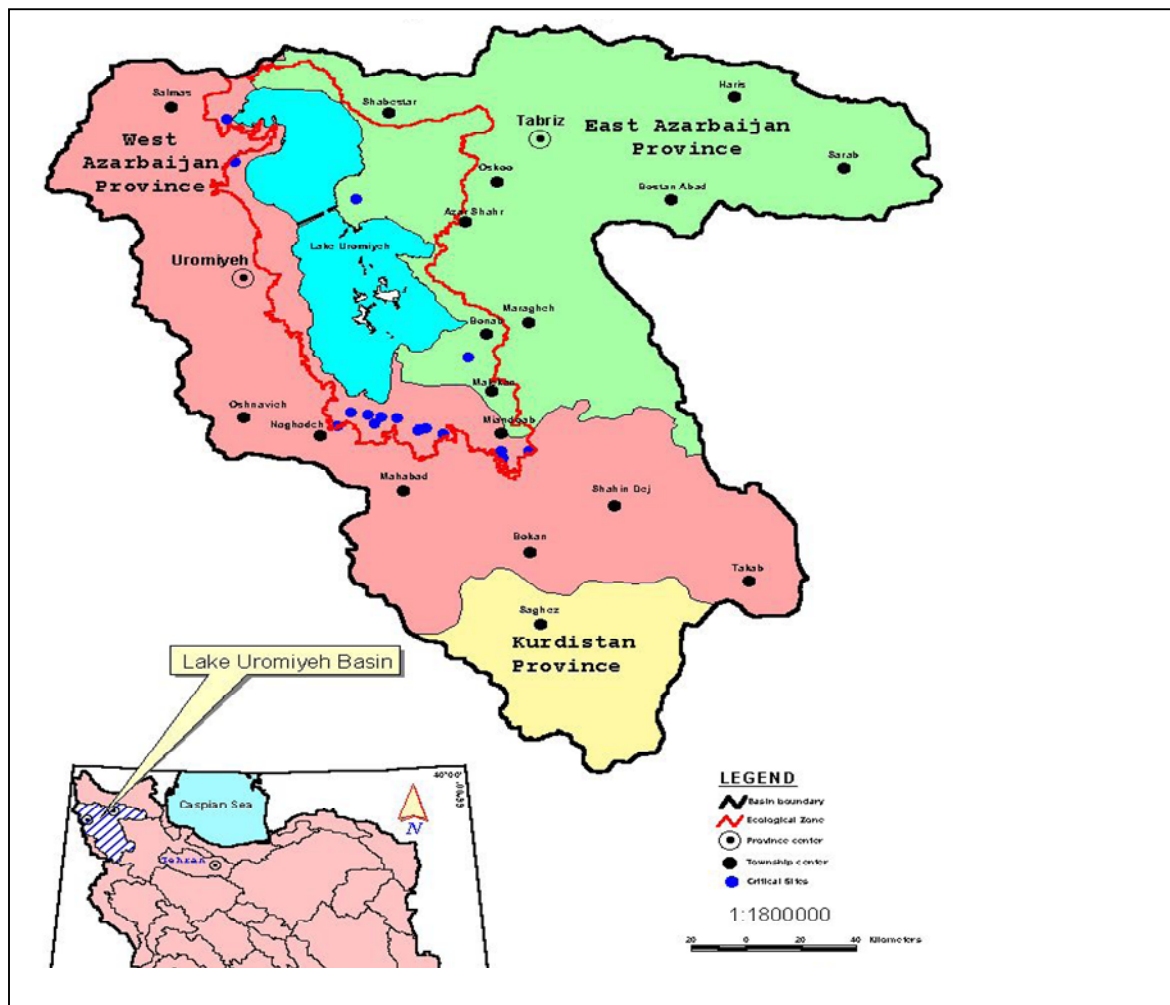 Haris
Salmas
Shabestar
Tabriz
East Azarbaijan
Province
West
Azarbaijan
Province
Sarab
Oskoo
Bostan Abad
Azar Shahr
Lake Uromiyeh
Uromiyeh
Maragheh
Bonab
Malekan
Oshnavieh
Naghadeh
Miandoab
Mahabad
Shahin Dej
Bokan
Takab
Saghez
Kurdistan
Province
Lake Uromiyeh Basin
40°00'
Caspian Sea
N
Tehran
LEGEND
Basin boundary
Ecological Zone
Province center
Township center
Critical Sites
1:1800000
20 0 20 40 Kilometers